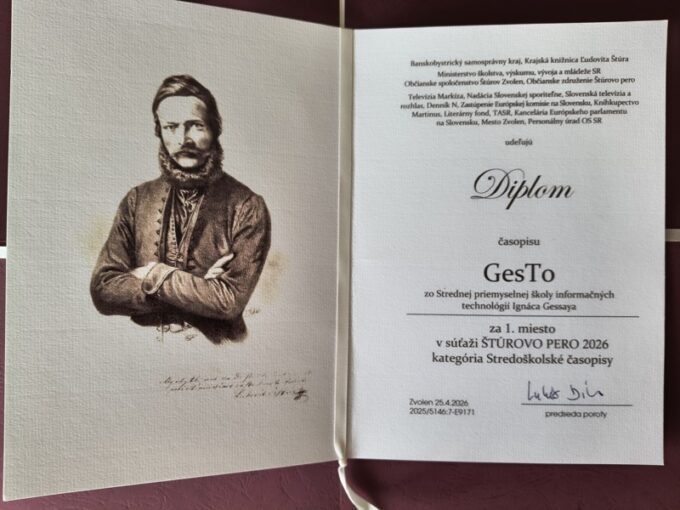 Banskobystrický samosprávny kraj, Krajská knižnica Ľudovíta Štúra
Ministerstvo školstva, výskumu, vývoja a mládeže SR
Občianske spoločenstvo Štúrov Zvolen, Občianske združenie Štúrovo pero
Televízia Markíza, Nadácia Slovenskej sporiteľne, Slovenská televízia a
rozhlas, Denník N, Zastúpenie Európskej komisie na Slovensku, Kníhkupectvo
Martinus, Literárny fond, TASR, Kancelária Európskeho parlamentu
na Slovensku, Mesto Zvolen, Personálny úrad OS SR
udeľujú
Diplom
časopisu
GesTo
zo Strednej priemyselnej školy informačných
technológií Ignáca Gessaya
za 1. miesto
v súťaži ŠTÚROVO PERO 2026
kategória Stredoškolské časopisy
Zvolen 25.4.2026
2025/5146:7-E9171
predseda poroty